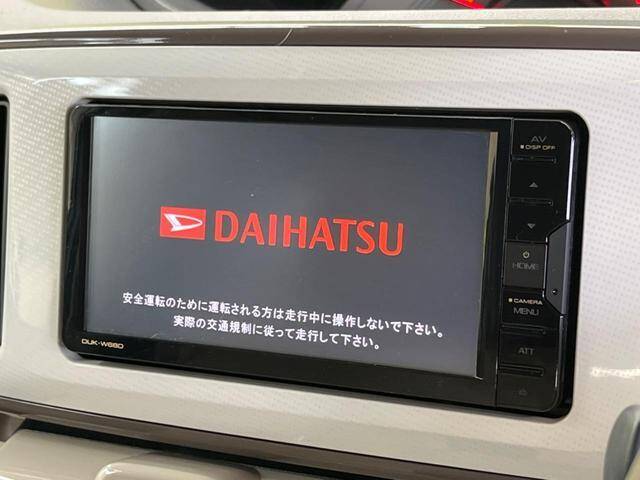 AV
DISP OFF
DAIHATSU
HOME
CAMERA
MENU
安全運転のために運転される方は走行中に操作しないで下さい。
実際の交通規制に従って走行して下さい。
DUK-W68D
ATT